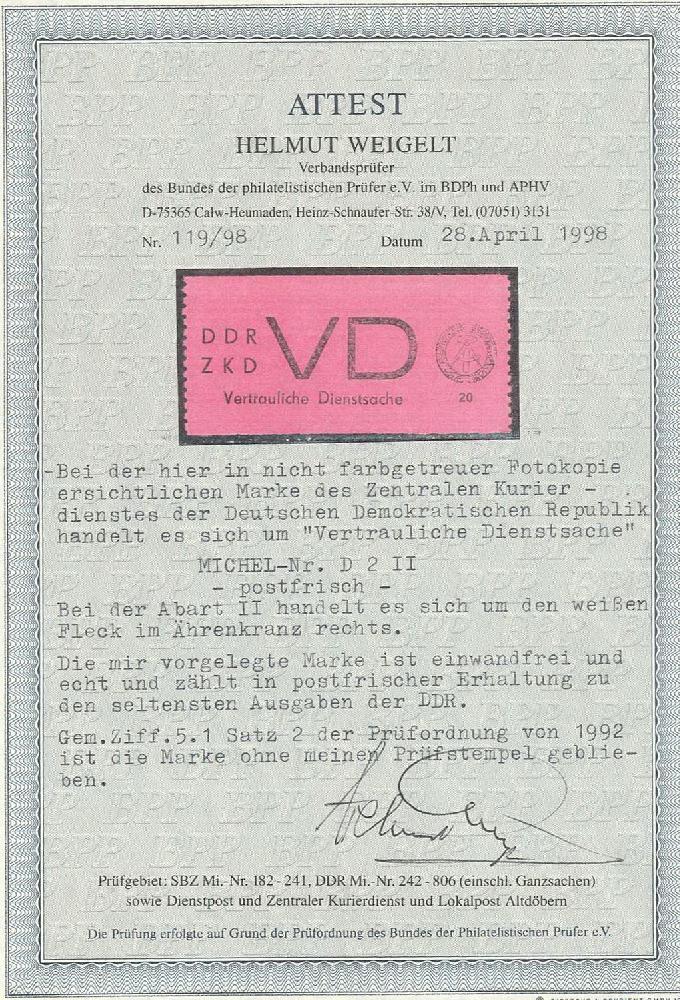 ATTEST
HELMUT WEIGELT
Verbandsprüfer
des Bundes der philatelistischen Prüfer e.V. im BDPh und APHV
D-75365 Calw-Heumaden, Heinz-Schnaufer-Str. 38/V, Tel. (07051) 3131
Nr. 119/98 Datum 28.April 1998
DDR VD
ZKD
Vertrauliche Dienstsache 20
-Bei der hier in nicht farbgetreuer Fotokopie
ersichtlichen Marke des Zentralen Kurier -
dienstes der Deutschen Demokratischen Republik
handelt es sich um "Vertrauliche Dienstsache"
MICHEL-Nr. D 2 II
- postfrisch -
Bei der Abart II handelt es sich um den weißen
Fleck im Ährenkranz rechts.
Die mir vorgelegte Marke ist einwandfrei und
echt und zählt in postfrischer Erhaltung zu
den seltensten Ausgaben der DDR.
Gem.Ziff.5.1 Satz 2 der Prüfordnung von 1992
ist die Marke ohne meinen Prüfstempel geblie-
ben.
Prüfgebiet: SBZ Mi.-Nr. 182 - 241, DDR Mi.-Nr. 242 - 806 (einschl. Ganzsachen)
sowie Dienstpost und Zentraler Kurierdienst und Lokalpost Altdöbern
Die Prüfung erfolgte auf Grund der Prüfordnung des Bundes der Philatelistischen Prüfer e.V.